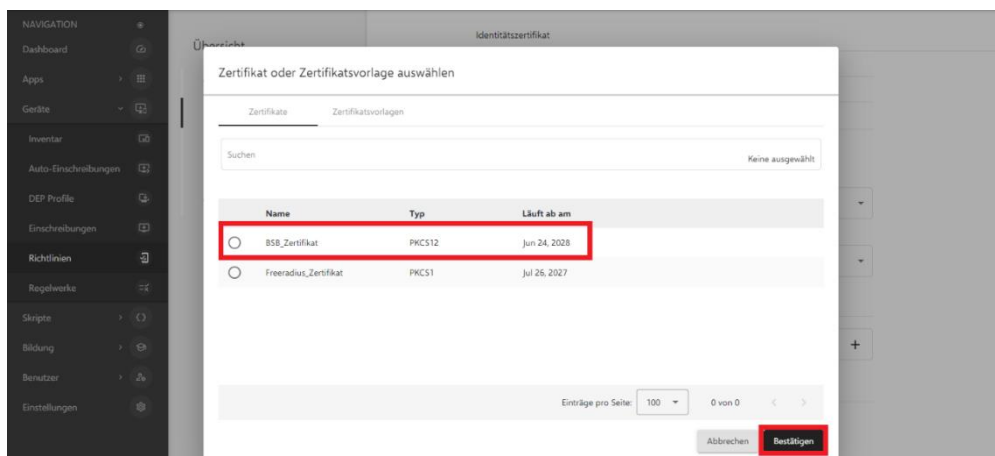 NAVIGATION
Dashboard
Apps
Geräte
Inventar
Auto-Einschreibungen
DEP Profile
Einschreibungen
Richtlinien
Regelwerke
Skripte
Bildung
Benutzer
Einstellungen
Übersicht
Identitätszertifikat
Zertifikat oder Zertifikatsvorlage auswählen
Zertifikate Zertifikatsvorlagen
Suchen
Keine ausgewählt
Name Typ Läuft ab am
BSB_Zertifikat PKCS12 Jun 24, 2028
Freeradius_Zertifikat PKCS1 Jul 26, 2027
Einträge pro Seite: 100 0 von 0
Abbrechen Bestätigen